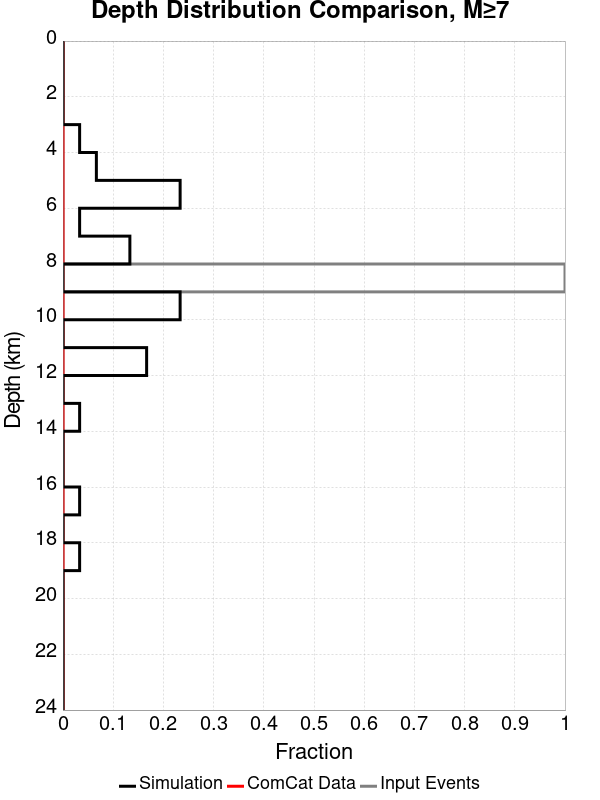 Depth Distribution Comparison, M≥7
0
2
4
6
8
10
12
14
16
18
20
22
24
Depth (km)
0 0.1 0.2 0.3 0.4 0.5 0.6 0.7 0.8 0.9 1
Fraction
Simulation ComCat Data Input Events